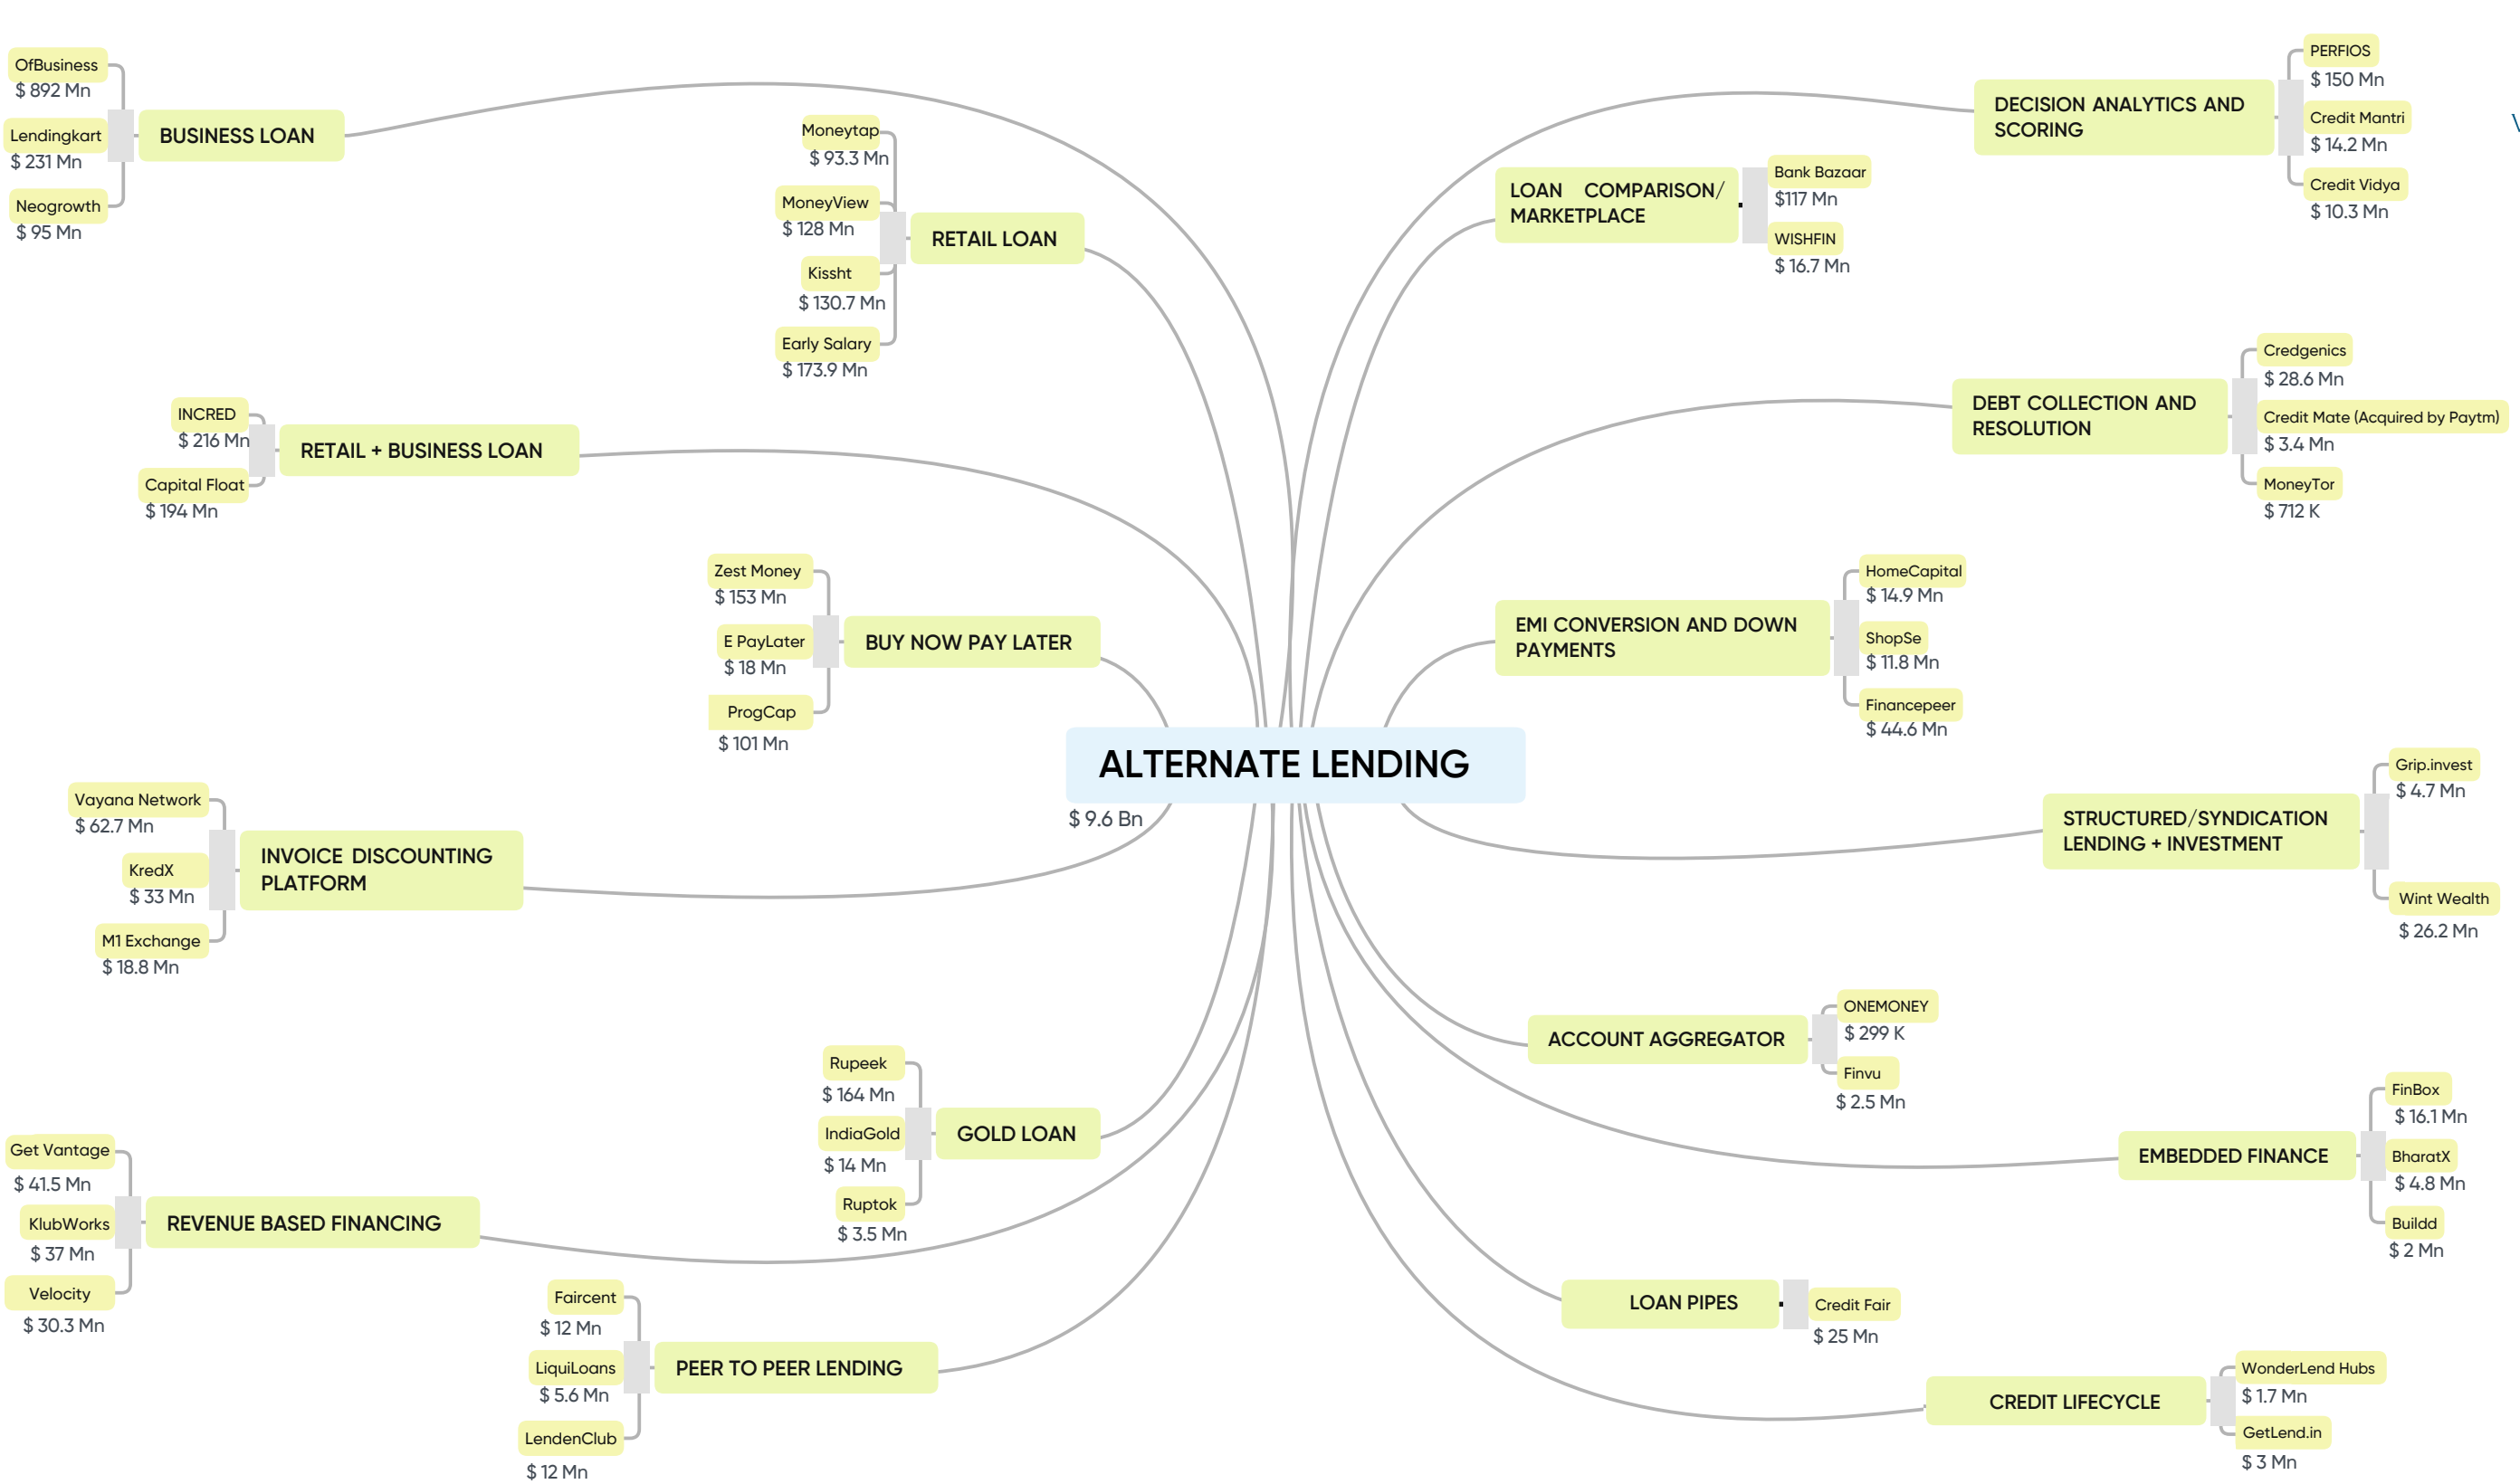 OfBusiness
$ 892 Mn
Lendingkart
$ 231 Mn
Neogrowth
$ 95 Mn
BUSINESS LOAN
Moneytap
$ 93.3 Mn
MoneyView
$ 128 Mn
Kissht
$ 130.7 Mn
Early Salary
$ 173.9 Mn
RETAIL LOAN
INCRED
$ 216 Mn
Capital Float
$ 194 Mn
RETAIL + BUSINESS LOAN
Zest Money
$ 153 Mn
E PayLater
$ 18 Mn
ProgCap
$ 101 Mn
BUY NOW PAY LATER
Vayana Network
$ 62.7 Mn
KredX
$ 33 Mn
M1 Exchange
$ 18.8 Mn
INVOICE DISCOUNTING
PLATFORM
Rupeek
$ 164 Mn
IndiaGold
$ 14 Mn
Ruptok
$ 3.5 Mn
GOLD LOAN
Get Vantage
$ 41.5 Mn
KlubWorks
$ 37 Mn
Velocity
$ 30.3 Mn
REVENUE BASED FINANCING
Faircent
$ 12 Mn
LiquiLoans
$ 5.6 Mn
LendenClub
$ 12 Mn
PEER TO PEER LENDING
ALTERNATE LENDING
$ 9.6 Bn
DECISION ANALYTICS AND
SCORING
PERFIOS
$ 150 Mn
Credit Mantri
$ 14.2 Mn
Credit Vidya
$ 10.3 Mn
LOAN COMPARISON/
MARKETPLACE
Bank Bazaar
$117 Mn
WISHFIN
$ 16.7 Mn
DEBT COLLECTION AND
RESOLUTION
Credgenics
$ 28.6 Mn
Credit Mate (Acquired by Paytm)
$ 3.4 Mn
MoneyTor
$ 712 K
EMI CONVERSION AND DOWN
PAYMENTS
HomeCapital
$ 14.9 Mn
ShopSe
$ 11.8 Mn
Financepeer
$ 44.6 Mn
STRUCTURED/SYNDICATION
LENDING + INVESTMENT
Grip.invest
$ 4.7 Mn
Wint Wealth
$ 26.2 Mn
ACCOUNT AGGREGATOR
ONEMONEY
$ 299 K
Finvu
$ 2.5 Mn
EMBEDDED FINANCE
FinBox
$ 16.1 Mn
BharatX
$ 4.8 Mn
Buildd
$ 2 Mn
LOAN PIPES
Credit Fair
$ 25 Mn
CREDIT LIFECYCLE
WonderLend Hubs
$ 1.7 Mn
GetLend.in
$ 3 Mn